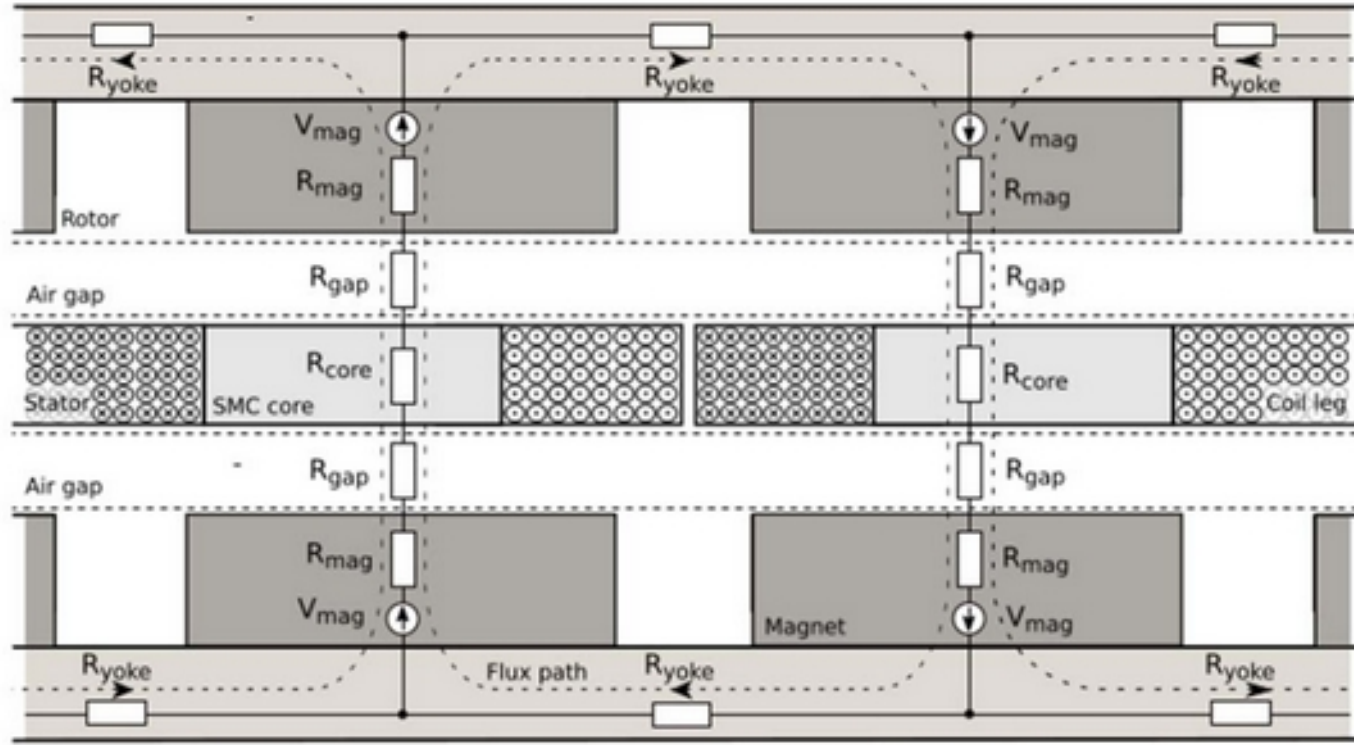 Ryoke Ryoke Ryoke
Vmag Vmag
Rmag Rmag
Rotor
Rgap Rgap
Air gap
Rcore Rcore
Stator SMC core Coil leg
Rgap Rgap
Air gap
Rmag Rmag
Vmag Magnet Vmag
Ryoke Flux path Ryoke Ryoke